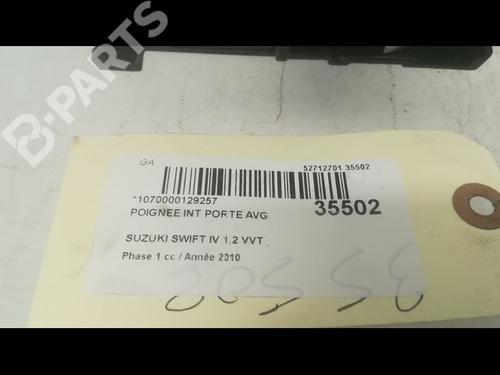 B-PARTS
GA
52712701 35502
*1070000129257
POIGNEE INT PORTE AVG
35502
SUZUKI SWIFT IV 1.2 VVT
Phase 1 cc / Année 2010
35502